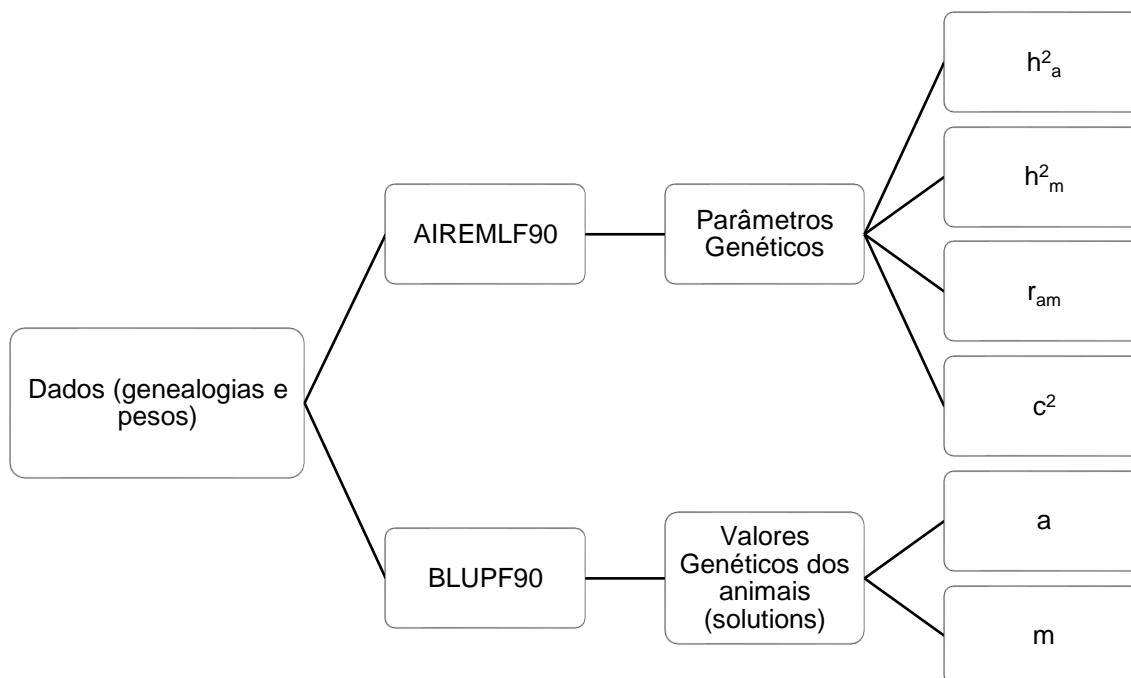 Dados (genealogias e
pesos)
AIREMLF90
Parâmetros
Genéticos
h²ₐ
h²ₘ
rₐₘ
c²
BLUPF90
Valores
Genéticos dos
animais
(solutions)
a
m